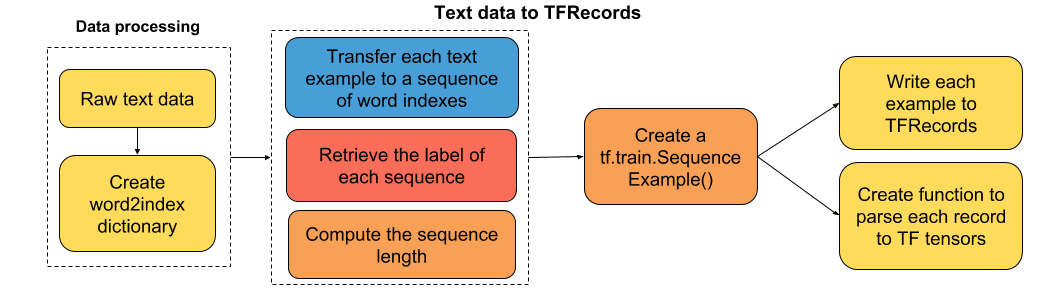 Text data to TFRecords
Data processing
Raw text data
Create
word2index
dictionary
Transfer each text
example to a sequence
of word indexes
Retrieve the label of
each sequence
Compute the sequence
length
Create a
tf.train.Sequence
Example()
Write each
example to
TFRecords
Create function to
parse each record
to TF tensors